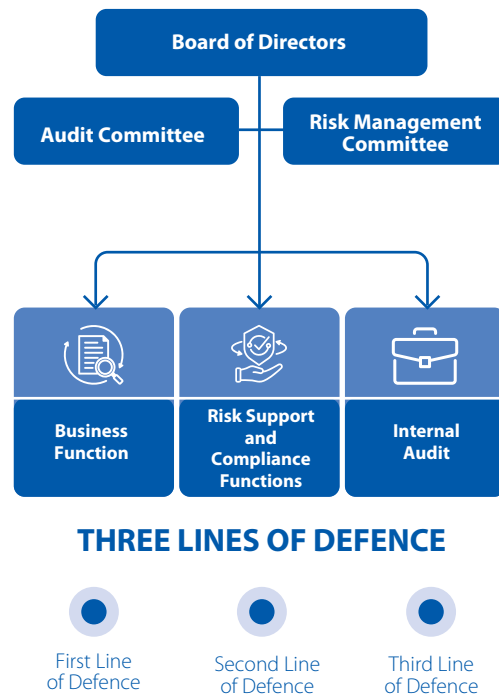 Board of Directors
Audit Committee
Risk Management
Committee
Business
Function
Risk Support
and
Compliance
Functions
Internal
Audit
THREE LINES OF DEFENCE
First Line
of Defence
Second Line
of Defence
Third Line
of Defence